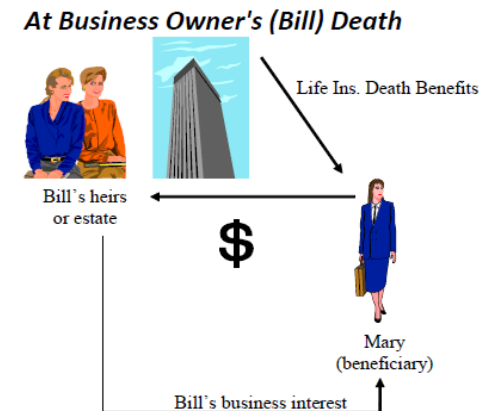 At Business Owner's (Bill) Death
Life Ins. Death Benefits
Bill's heirs
or estate
$
Mary
(beneficiary)
Bill's business interest